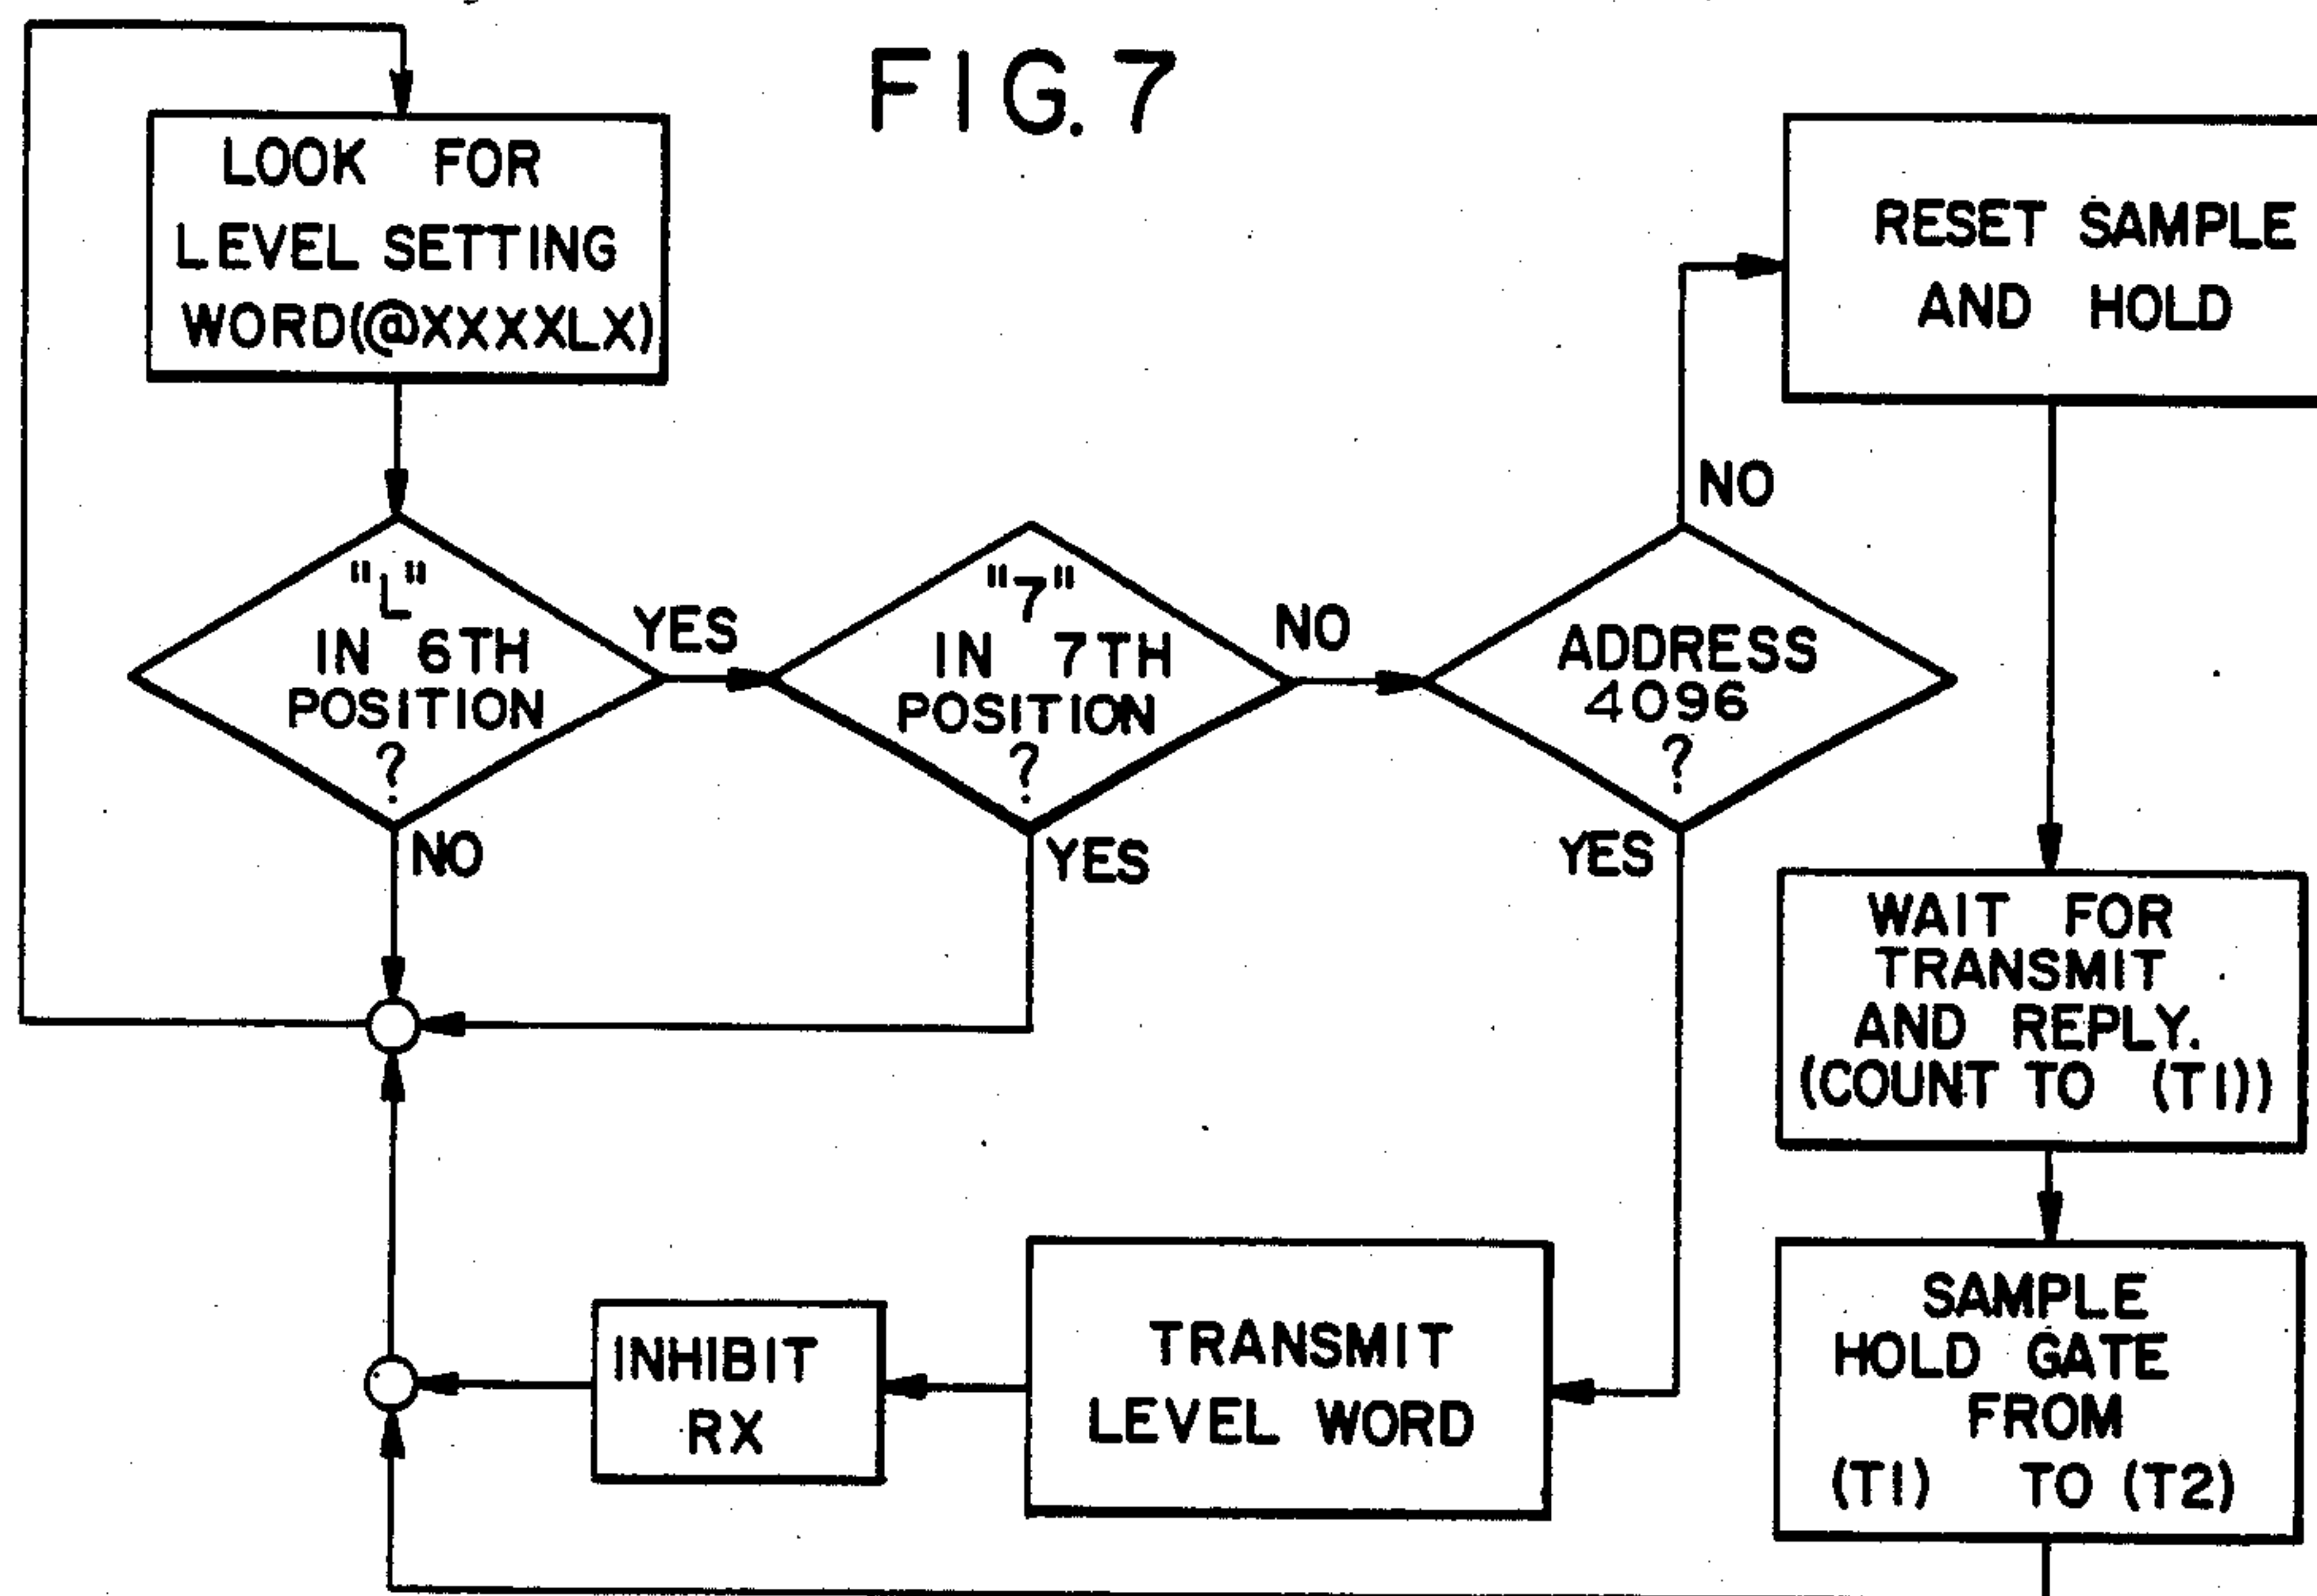 FIG. 7
LOOK FOR
LEVEL SETTING
WORD(@XXXXLX)
"L"
IN 6TH
POSITION
?
YES
NO
"7"
IN 7TH
POSITION
?
NO
YES
ADDRESS
4096
?
NO
YES
RESET SAMPLE
AND HOLD
WAIT FOR
TRANSMIT
AND REPLY.
(COUNT TO (T1))
SAMPLE
HOLD GATE
FROM
(T1) TO (T2)
TRANSMIT
LEVEL WORD
INHIBIT
RX